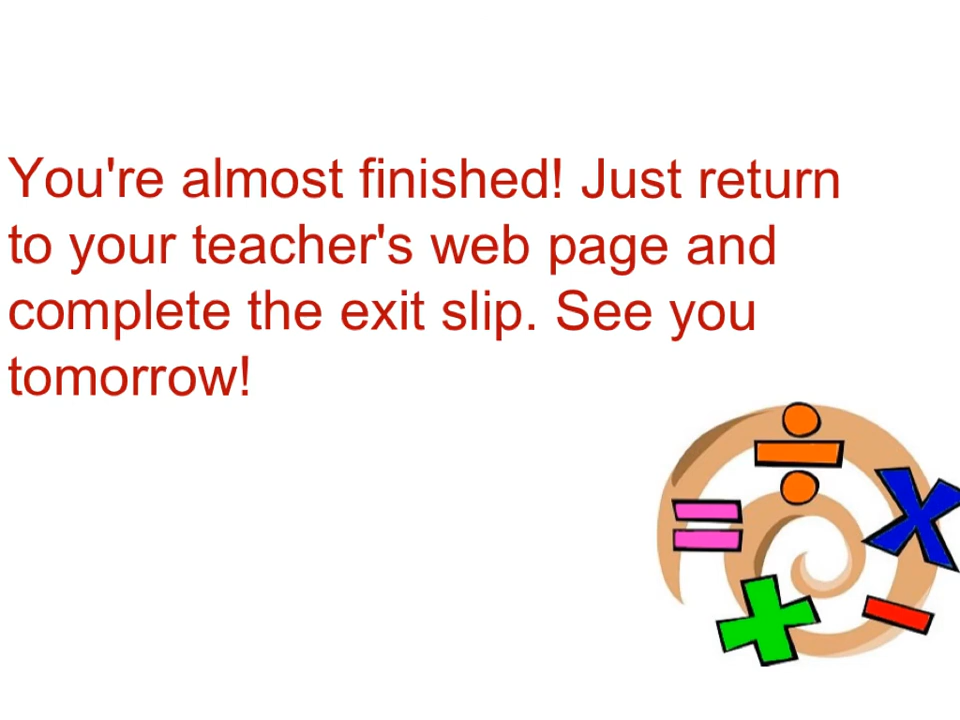 You're almost finished! Just return
to your teacher's web page and
complete the exit slip. See you
tomorrow!